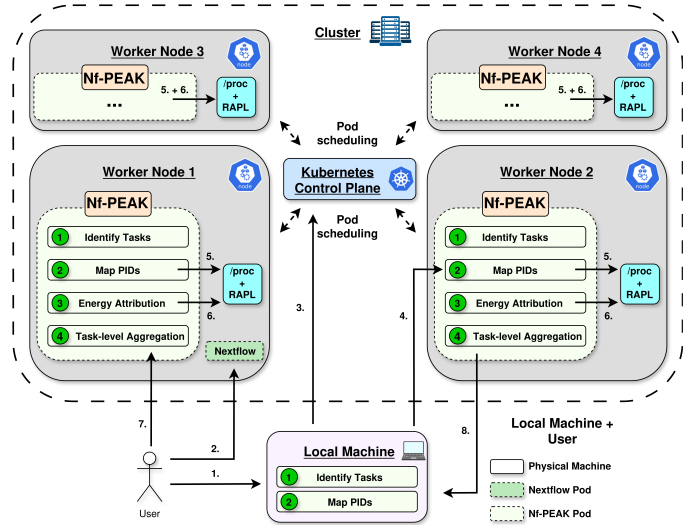 Cluster
Worker Node 3
node
Nf-PEAK
...
5. + 6.
/proc
+
RAPL
Worker Node 4
node
Nf-PEAK
...
5. + 6.
/proc
+
RAPL
Pod
scheduling
Kubernetes
Control Plane
Pod
scheduling
Worker Node 1
node
Nf-PEAK
1 Identify Tasks
2 Map PIDs
3 Energy Attribution
4 Task-level Aggregation
5.
6.
/proc
+
RAPL
Nextflow
Worker Node 2
node
Nf-PEAK
1 Identify Tasks
2 Map PIDs
3 Energy Attribution
4 Task-level Aggregation
5.
6.
/proc
+
RAPL
3.
4.
7.
2.
1.
8.
User
Local Machine
1 Identify Tasks
2 Map PIDs
Local Machine +
User
Physical Machine
Nextflow Pod
Nf-PEAK Pod